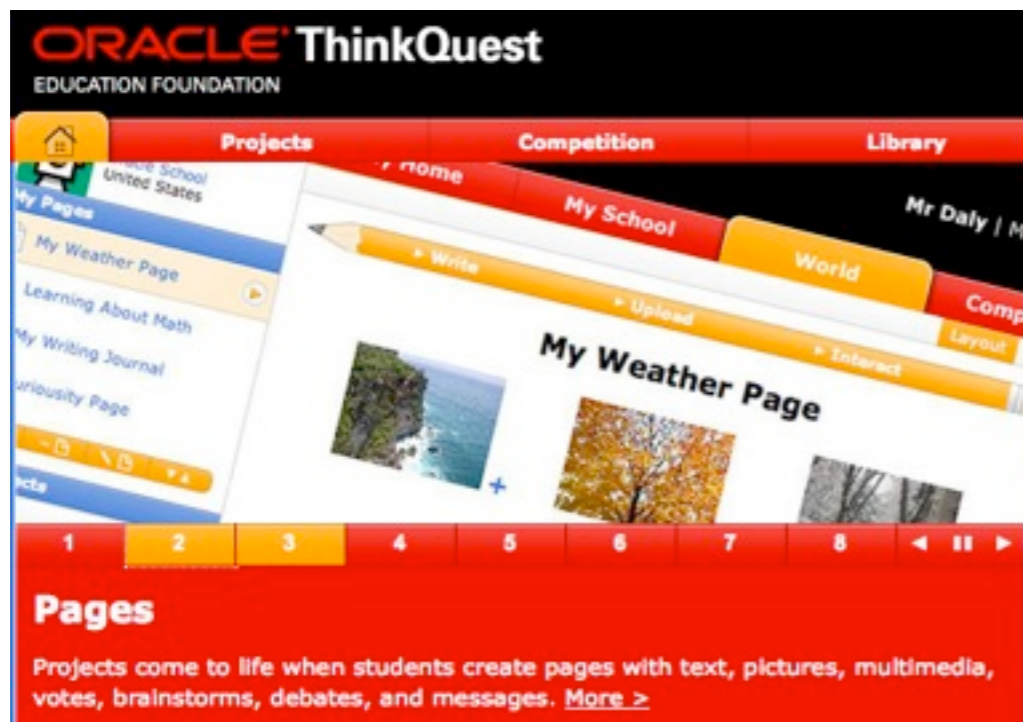 ORACLE ThinkQuest
EDUCATION FOUNDATION
Projects Competition Library
School
United States
My Pages
My Weather Page
Learning About Math
My Writing Journal
Page
Home
My School
World
Mr Daly |
Write
Upload
Interact
Layout
My Weather Page
1 2 3 4 5 6 7 8
Pages
Projects come to life when students create pages with text, pictures, multimedia,
votes, brainstorms, debates, and messages. More >